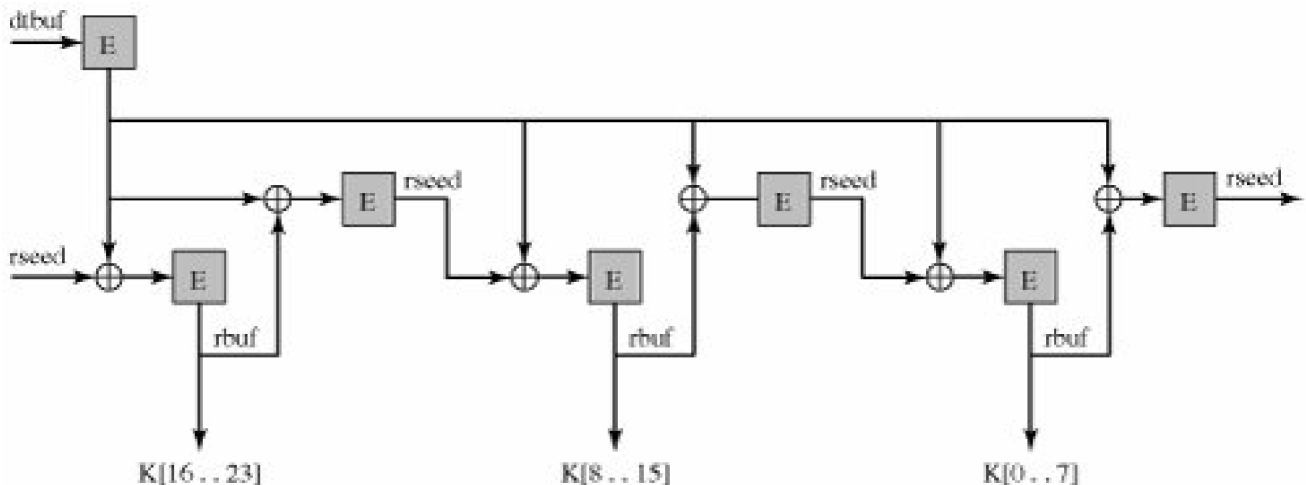 dtbuf
E
E
rseed
E
rseed
E
rseed
rseed
E
E
E
rbuf
rbuf
rbuf
K[16 . . 23]
K[8 . . 15]
K[0 . . 7]